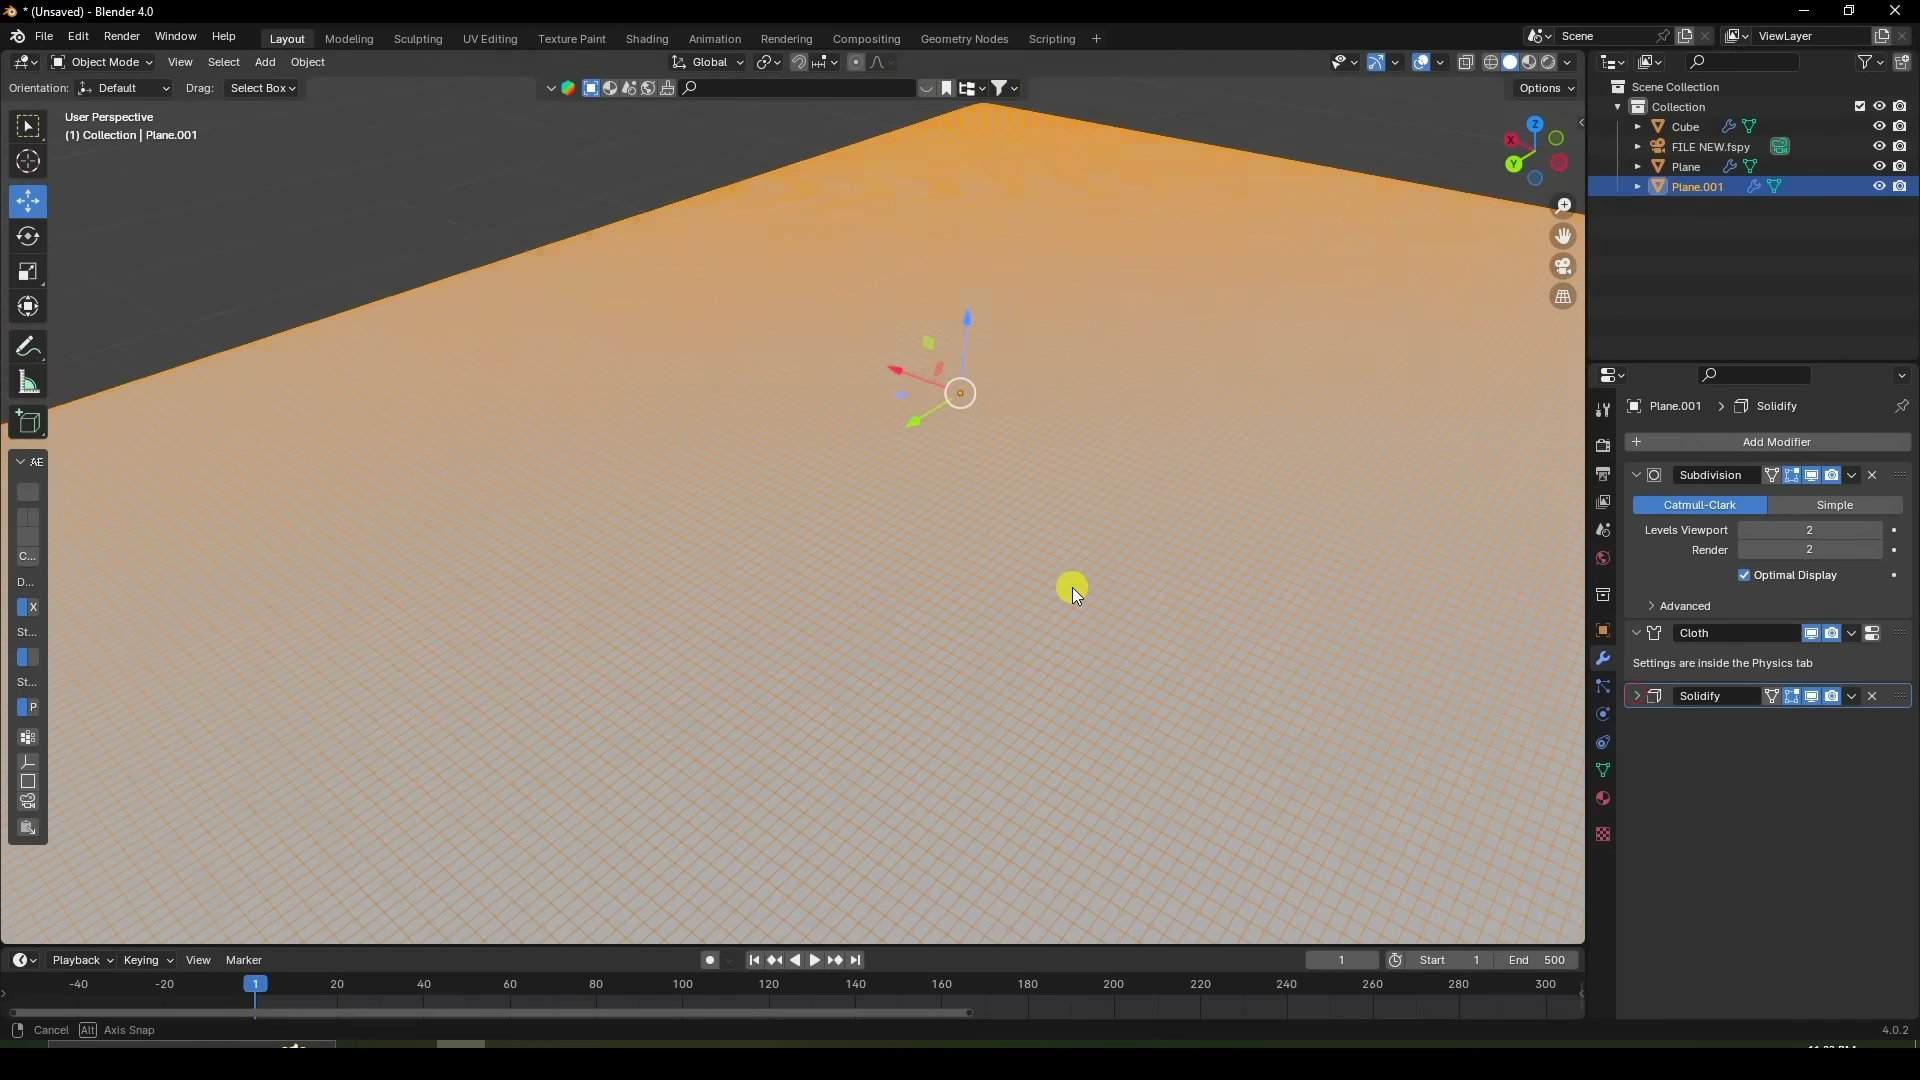 * (Unsaved) - Blender 4.0
File Edit Render Window Help
Layout Modeling Sculpting UV Editing Texture Paint Shading Animation Rendering Compositing Geometry Nodes Scripting +
Scene
ViewLayer
Object Mode View Select Add Object
Global
Orientation: Default Drag: Select Box
Options
User Perspective
(1) Collection | Plane.001
Z
X
Y
Scene Collection
Collection
Cube
FILE NEW.fspy
Plane
Plane.001
AE
C...
D...
X
St...
St...
P
Plane.001 > Solidify
+ Add Modifier
Subdivision
Catmull-Clark Simple
Levels Viewport 2
Render 2
Optimal Display
Advanced
Cloth
Settings are inside the Physics tab
Solidify
Playback Keying View Marker
1
Start 1 End 500
-40 -20 1 20 40 60 80 100 120 140 160 180 200 220 240 260 280 300
Cancel Alt Axis Snap
4.0.2